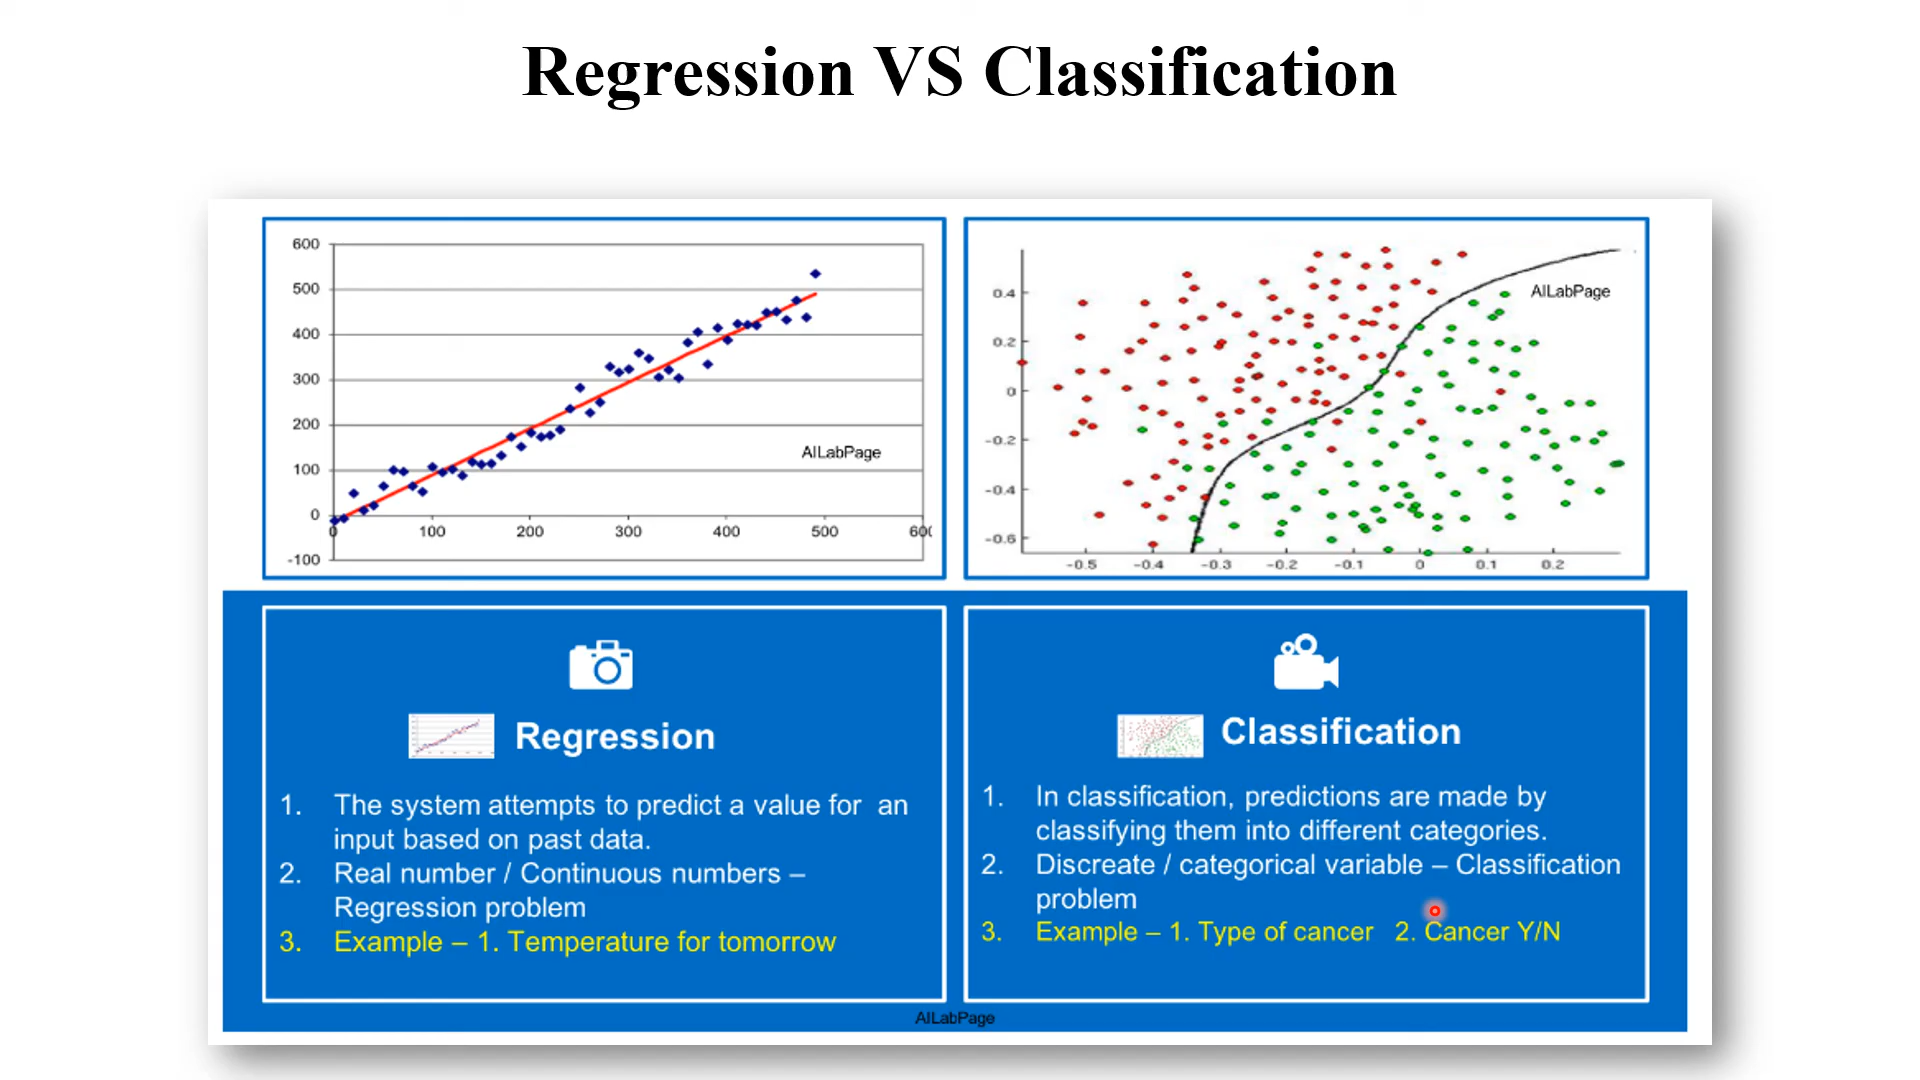 Regression VS Classification
600
500
400
300
200
100
0
-100
0 100 200 300 400 500 600
AILabPage
0.4
0.2
0
-0.2
-0.4
-0.6
-0.5 -0.4 -0.3 -0.2 -0.1 0 0.1 0.2
AILabPage
Regression
1. The system attempts to predict a value for an
input based on past data.
2. Real number / Continuous numbers –
Regression problem
3. Example – 1. Temperature for tomorrow
Classification
1. In classification, predictions are made by
classifying them into different categories.
2. Discreate / categorical variable – Classification
problem
3. Example – 1. Type of cancer 2. Cancer Y/N
AILabPage